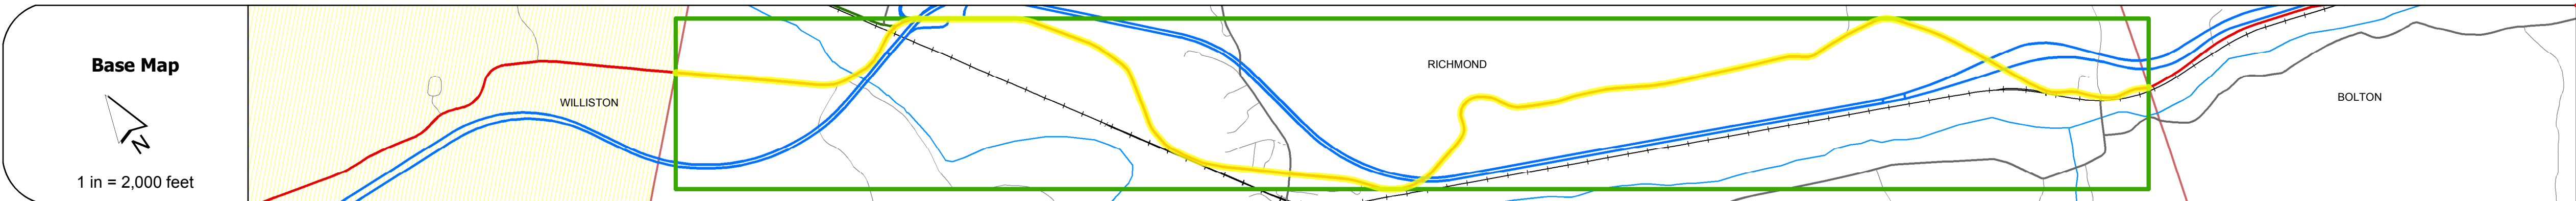 Base Map
N
1 in = 2,000 feet
WILLISTON
RICHMOND
BOLTON